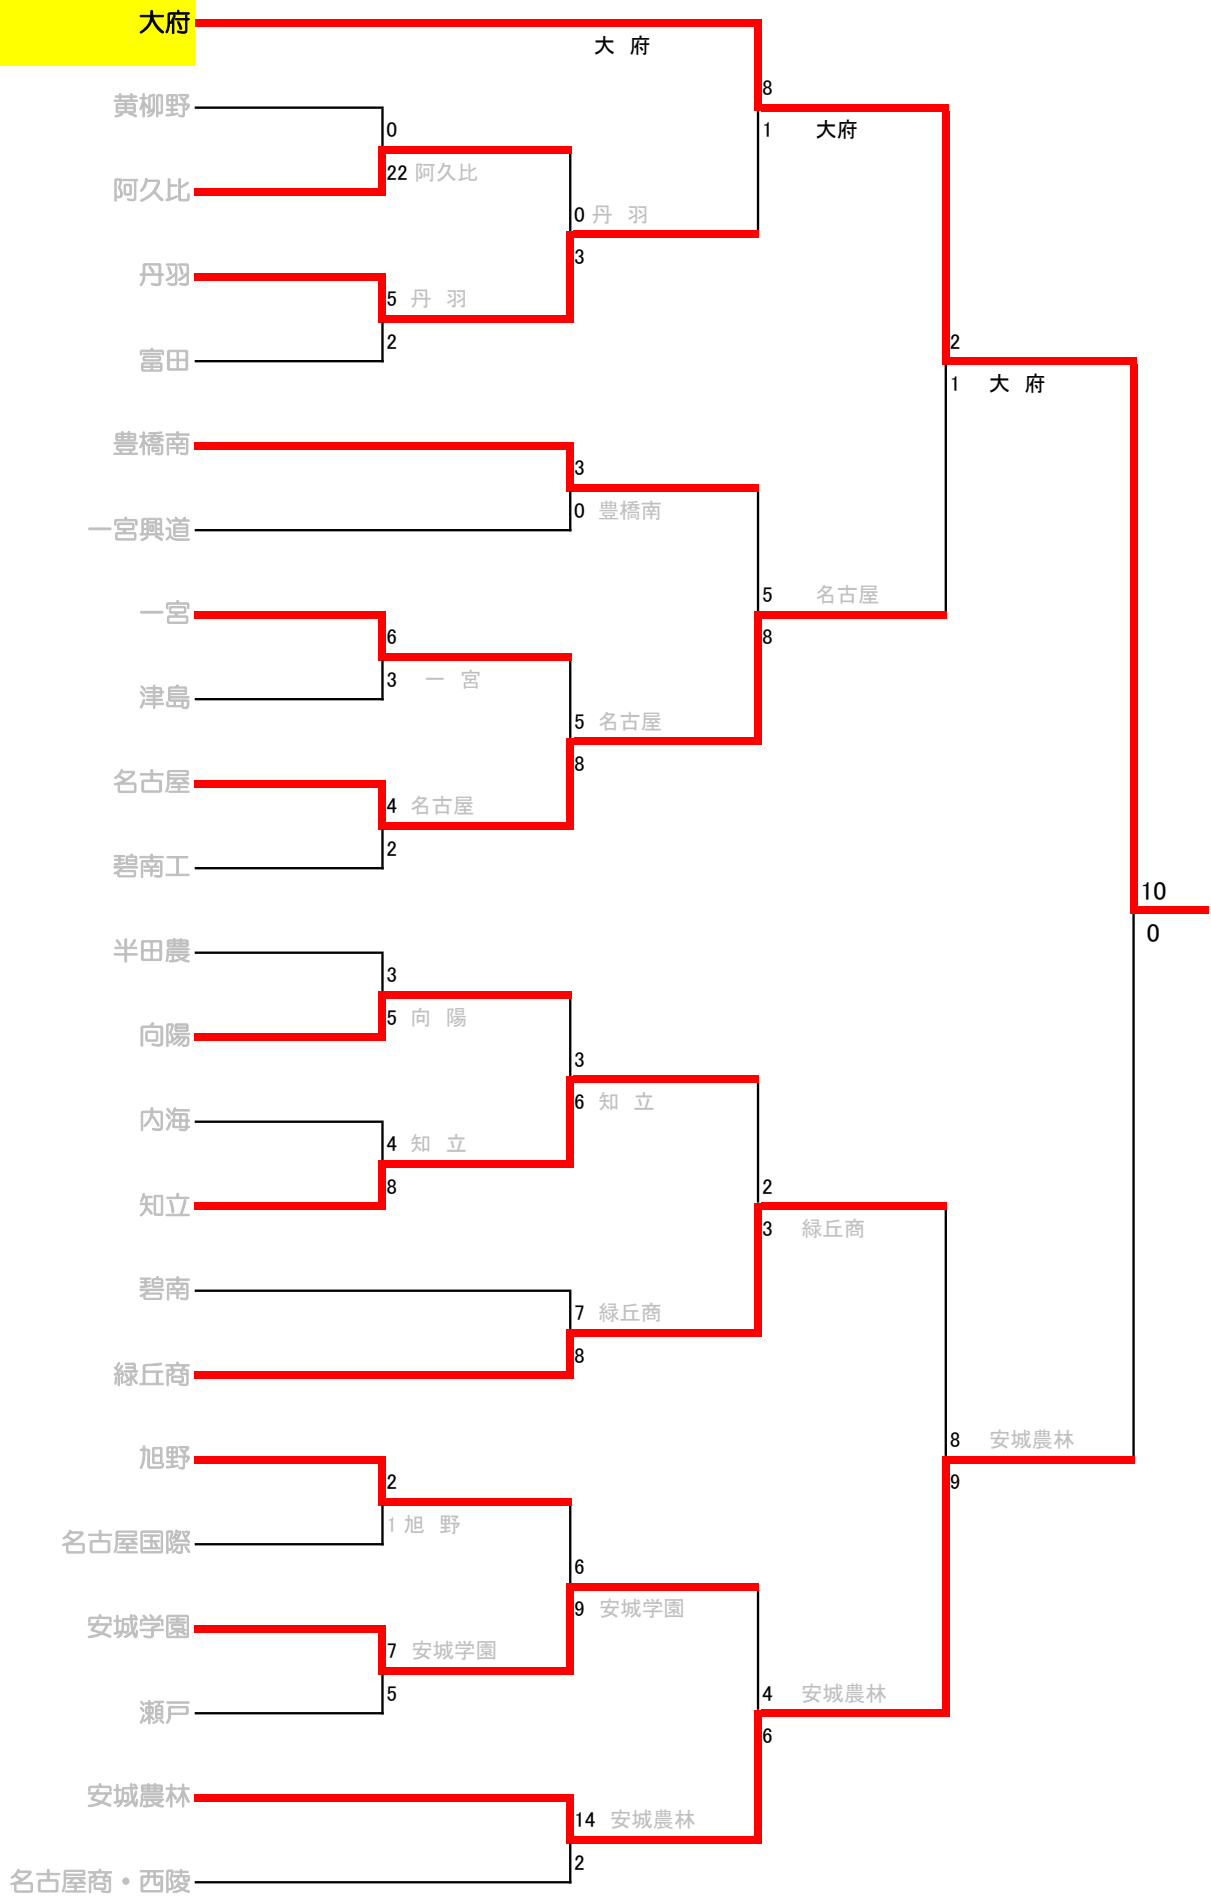 大府
大 府
8
黄柳野
0
1 大府
22 阿久比
阿久比
0 丹 羽
3
丹羽
5 丹 羽
2
富田
2
1 大 府
豊橋南
3
0 豊橋南
一宮興道
5 名古屋
一宮
6
8
3 一 宮
津島
5 名古屋
8
名古屋
4 名古屋
2
碧南工
10
0
半田農
3
5 向 陽
向陽
3
6 知 立
内海
4 知 立
8
知立
2
3 緑丘商
碧南
7 緑丘商
8
緑丘商
8 安城農林
旭野
2
9
1 旭 野
名古屋国際
6
9 安城学園
安城学園
7 安城学園
5
瀬戸
4 安城農林
6
安城農林
14 安城農林
2
名古屋商・西陵